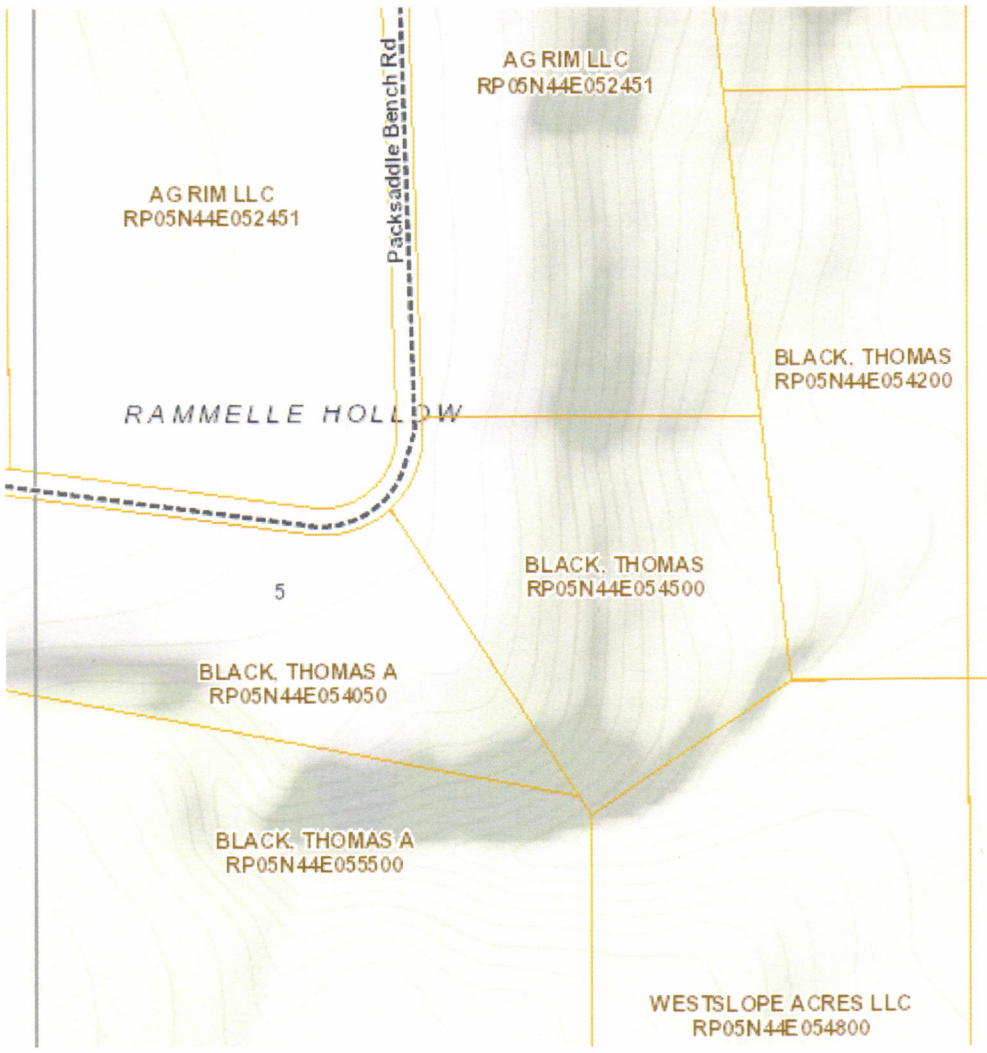 AG RIM LLC
RP05N44E052451
Packsaddle Bench Rd
AG RIM LLC
RP05N44E052451
BLACK, THOMAS
RP05N44E054200
RAMMELLE HOLLOW
BLACK, THOMAS
RP05N44E054500
5
BLACK, THOMAS A
RP05N44E054050
BLACK, THOMAS A
RP05N44E055500
WESTSLOPE ACRES LLC
RP05N44E054800